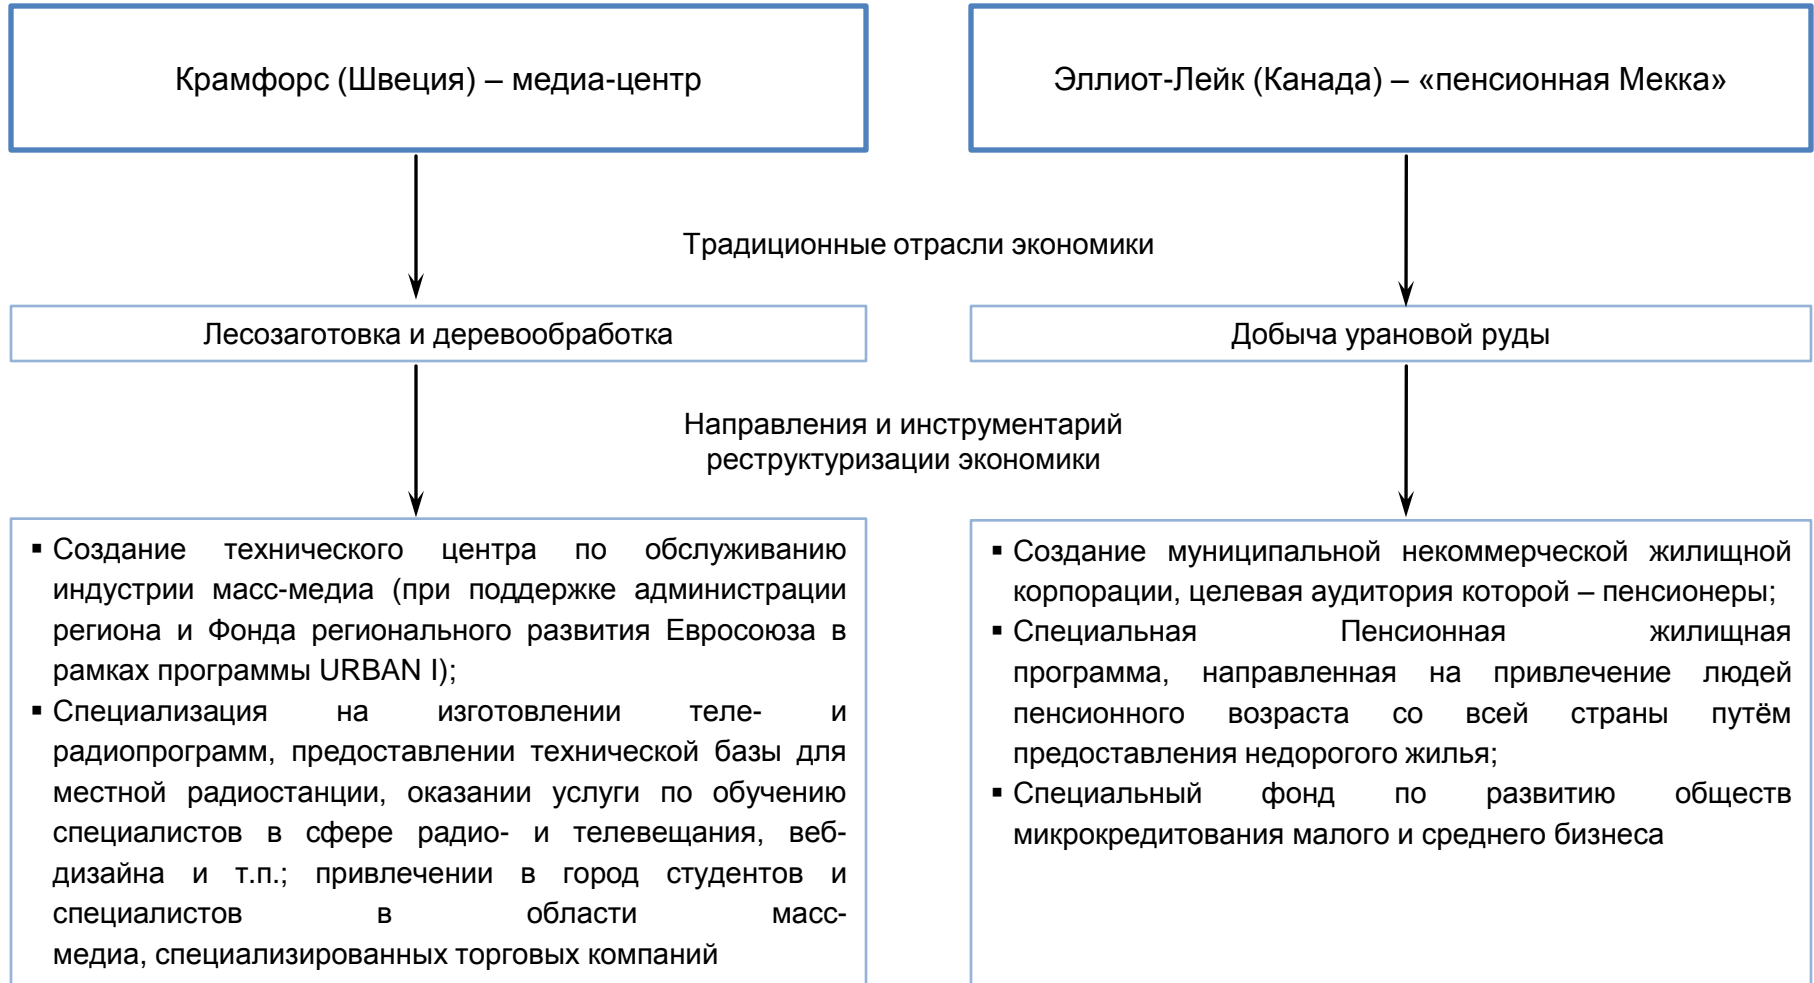 Крамфорс (Швеция) – медиа-центр
Эллиот-Лейк (Канада) – «пенсионная Мекка»
Традиционные отрасли экономики
Лесозаготовка и деревообработка
Добыча урановой руды
Направления и инструментарий
реструктуризации экономики
▪ Создание технического центра по обслуживанию
индустрии масс-медиа (при поддержке администрации
региона и Фонда регионального развития Евросоюза в
рамках программы URBAN I);
▪ Специализация на изготовлении теле- и
радиопрограмм, предоставлении технической базы для
местной радиостанции, оказании услуги по обучению
специалистов в сфере радио- и телевещания, веб-
дизайна и т.п.; привлечении в город студентов и
специалистов в области масс-
медиа, специализированных торговых компаний
▪ Создание муниципальной некоммерческой жилищной
корпорации, целевая аудитория которой – пенсионеры;
▪ Специальная Пенсионная жилищная
программа, направленная на привлечение людей
пенсионного возраста со всей страны путём
предоставления недорогого жилья;
▪ Специальный фонд по развитию обществ
микрокредитования малого и среднего бизнеса